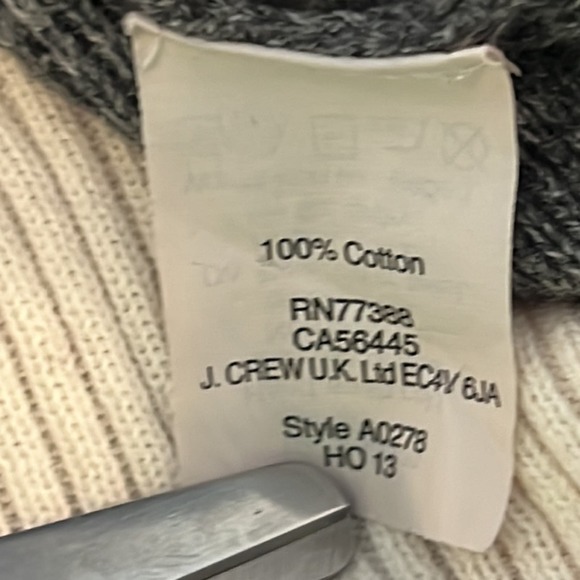 100% Cotton
RN77388
CA56445
J. CREW U.K. Ltd EC4V 6JA
Style A0278
HO 13